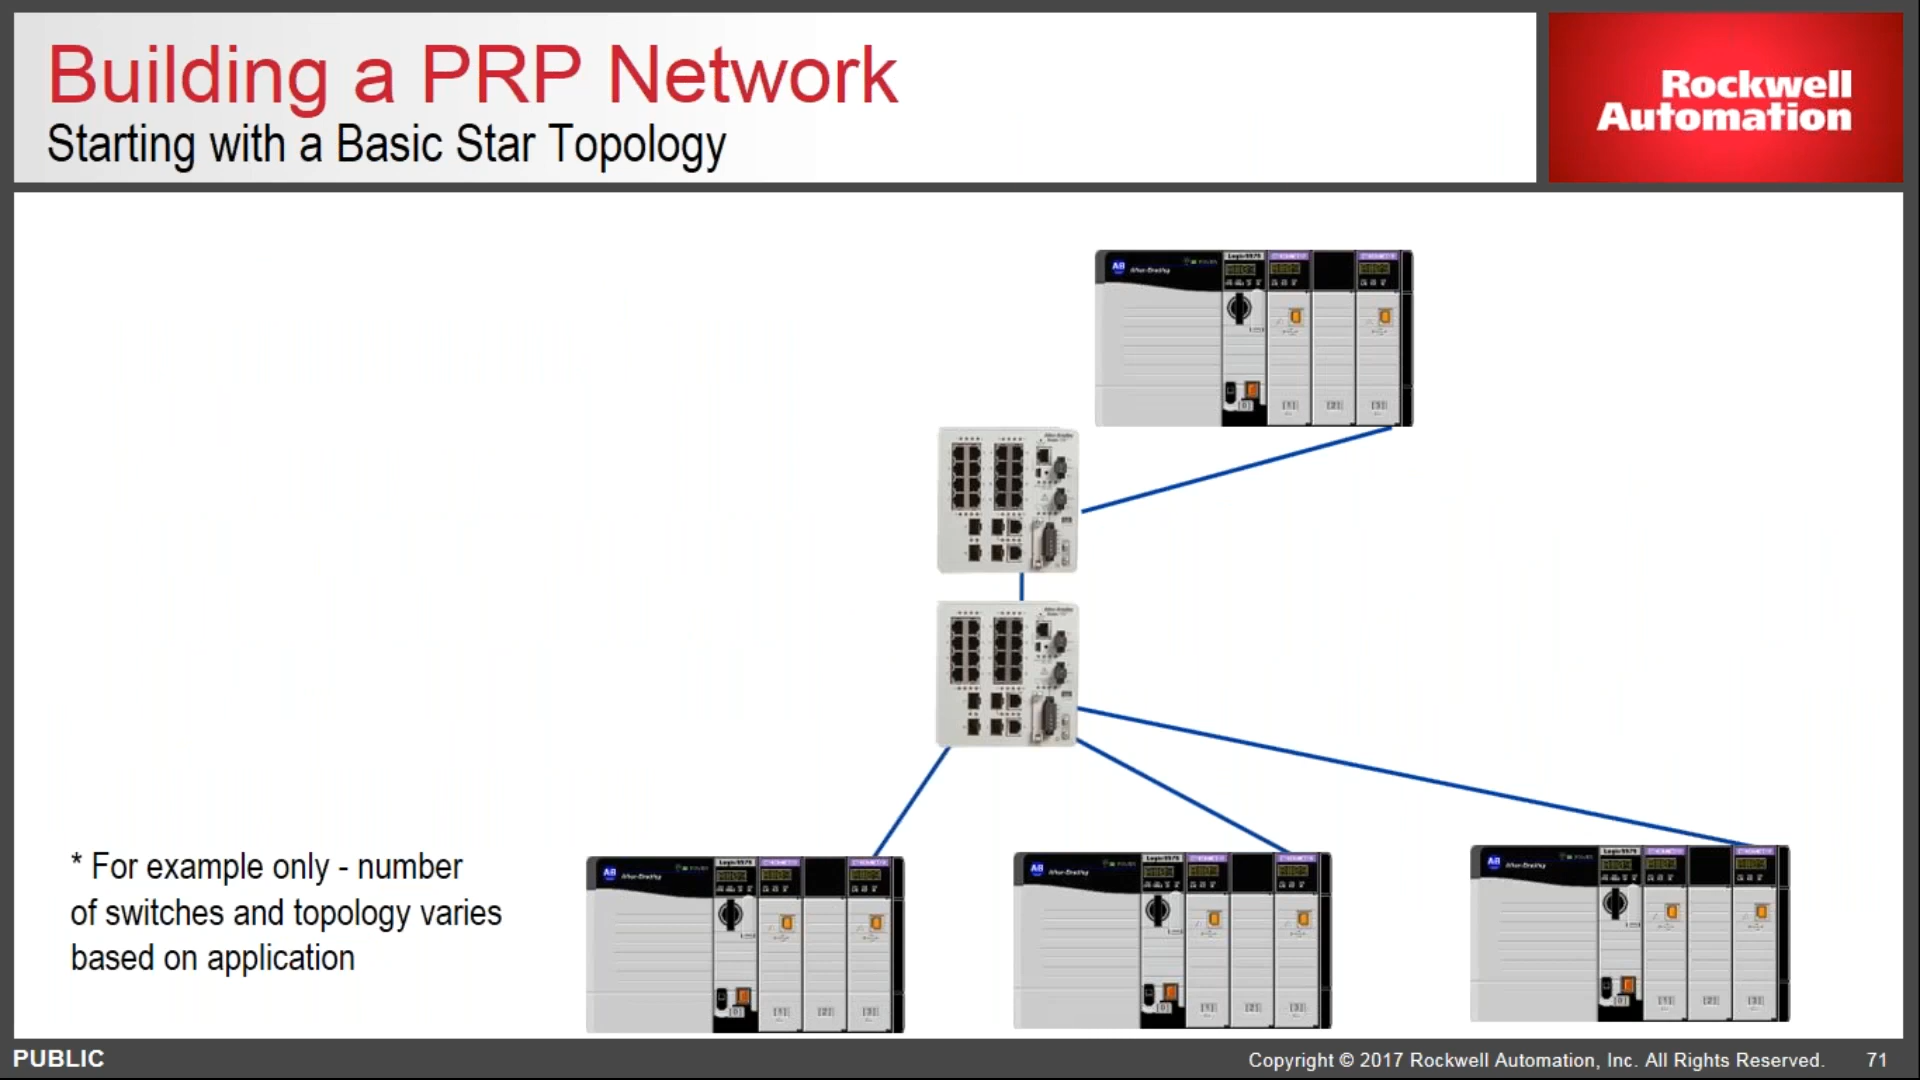 Building a PRP Network
Starting with a Basic Star Topology
Rockwell
Automation
* For example only - number
of switches and topology varies
based on application
PUBLIC
Copyright © 2017 Rockwell Automation, Inc. All Rights Reserved.
71